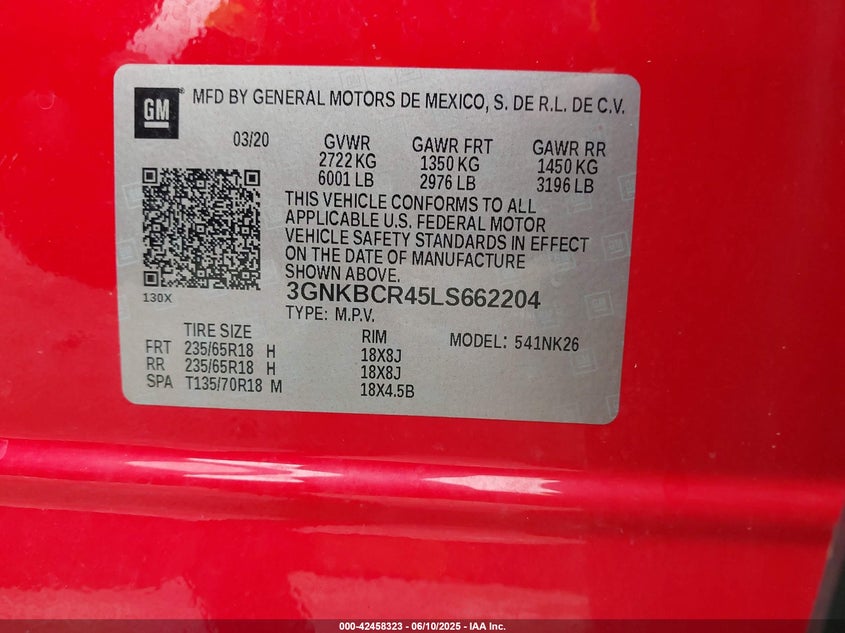 GM
MFD BY GENERAL MOTORS DE MEXICO, S. DE R.L. DE C.V.
03/20 GVWR GAWR FRT GAWR RR
2722 KG 1350 KG 1450 KG
6001 LB 2976 LB 3196 LB
THIS VEHICLE CONFORMS TO ALL
APPLICABLE U.S. FEDERAL MOTOR
VEHICLE SAFETY STANDARDS IN EFFECT
ON THE DATE OF MANUFACTURE
SHOWN ABOVE.
130X
3GNKBCR45LS662204
TYPE: M.P.V.
TIRE SIZE RIM MODEL: 541NK26
FRT 235/65R18 H 18X8J
RR 235/65R18 H 18X8J
SPA T135/70R18 M 18X4.5B
000-42458323 — 06/10/2025 — IAA Inc.